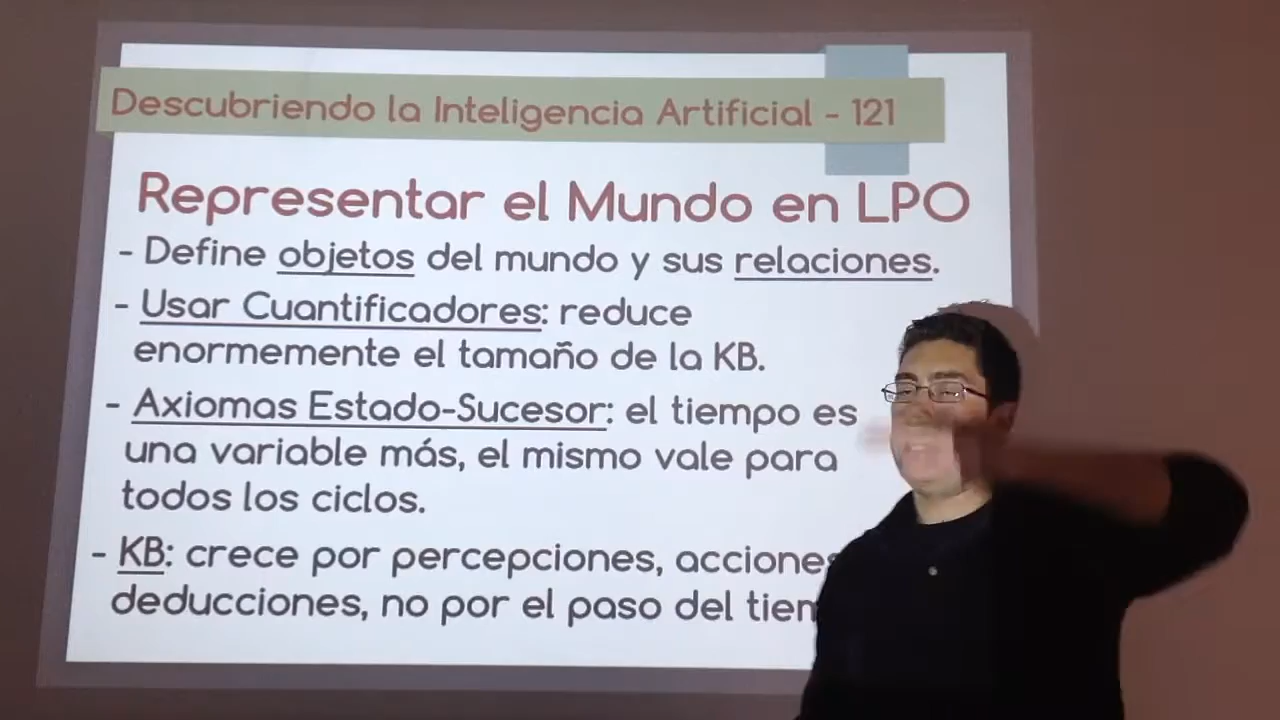 Descubriendo la Inteligencia Artificial - 121
Representar el Mundo en LPO
- Define objetos del mundo y sus relaciones.
- Usar Cuantificadores: reduce
enormemente el tamaño de la KB.
- Axiomas Estado-Sucesor: el tiempo es
una variable más, el mismo vale para
todos los ciclos.
- KB: crece por percepciones, acciones
deducciones, no por el paso del